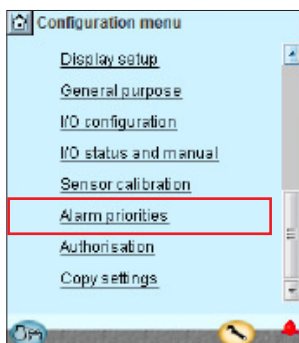 Configuration menu
Display setup
General purpose
I/O configuration
I/O status and manual
Sensor calibration
Alarm priorities
Authorisation
Copy settings